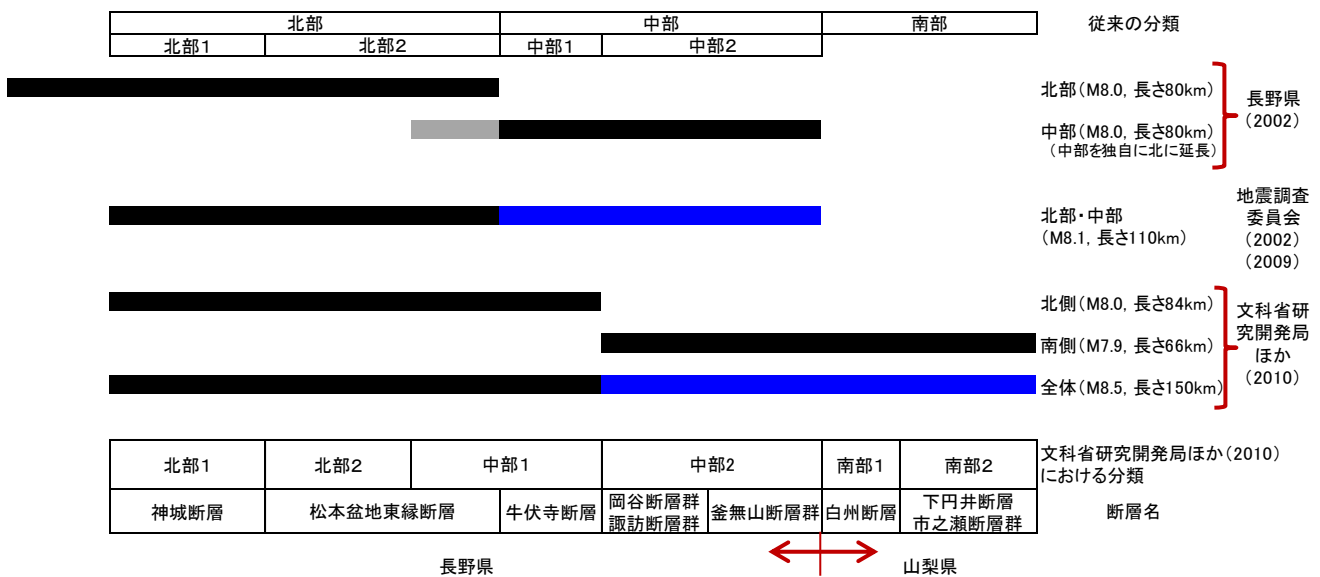 北部 中部 南部 従来の分類
北部1 北部2 中部1 中部2
北部(M8.0, 長さ80km)
中部(M8.0, 長さ80km)
(中部を独自に北に延長)
長野県
(2002)
北部・中部
(M8.1, 長さ110km)
地震調査
委員会
(2002)
(2009)
北側(M8.0, 長さ84km)
南側(M7.9, 長さ66km)
全体(M8.5, 長さ150km)
文科省研
究開発局
ほか
(2010)
北部1 北部2 中部1 中部2 南部1 南部2
文科省研究開発局ほか(2010)
における分類
神城断層 松本盆地東縁断層 牛伏寺断層
岡谷断層群
諏訪断層群
釜無山断層群 白州断層
下円井断層
市之瀬断層群
断層名
長野県 山梨県